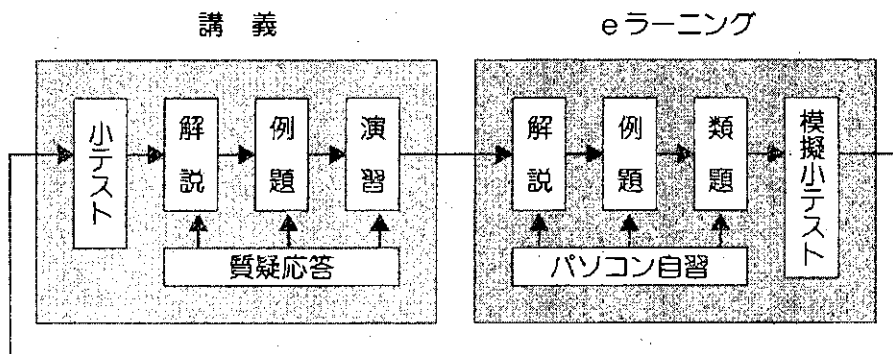 講 義
eラーニング
小テスト
解説
例題
演習
質疑応答
解説
例題
類題
模擬小テスト
パソコン自習